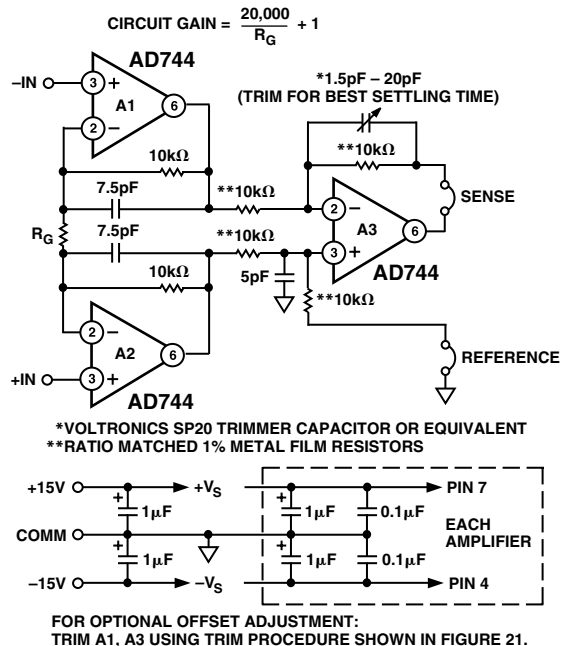 CIRCUIT GAIN = 20,000 / R_G + 1
AD744
–IN
3 +
A1
6
2 –
*1.5pF – 20pF
(TRIM FOR BEST SETTLING TIME)
10kΩ
**10kΩ
7.5pF
**10kΩ
SENSE
2 –
A3
6
3 +
R_G
7.5pF
**10kΩ
AD744
5pF
10kΩ
**10kΩ
2 –
A2
6
+IN
3 +
REFERENCE
AD744
*VOLTRONICS SP20 TRIMMER CAPACITOR OR EQUIVALENT
**RATIO MATCHED 1% METAL FILM RESISTORS
+15V
+V_S
PIN 7
+
1μF
+
1μF
0.1μF
COMM
EACH
AMPLIFIER
+
1μF
+
1μF
0.1μF
–15V
–V_S
PIN 4
FOR OPTIONAL OFFSET ADJUSTMENT:
TRIM A1, A3 USING TRIM PROCEDURE SHOWN IN FIGURE 21.